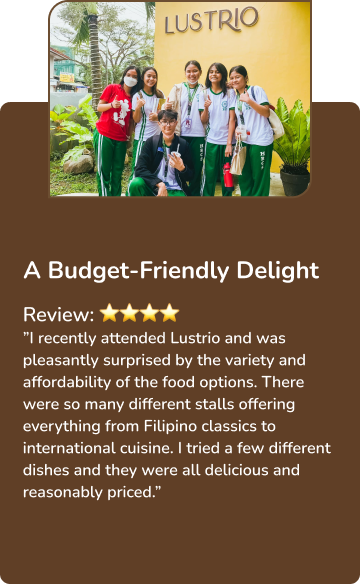 LUSTRIO
A Budget-Friendly Delight
Review: ⭐⭐⭐⭐
”I recently attended Lustrio and was
pleasantly surprised by the variety and
affordability of the food options. There
were so many different stalls offering
everything from Filipino classics to
international cuisine. I tried a few different
dishes and they were all delicious and
reasonably priced.”